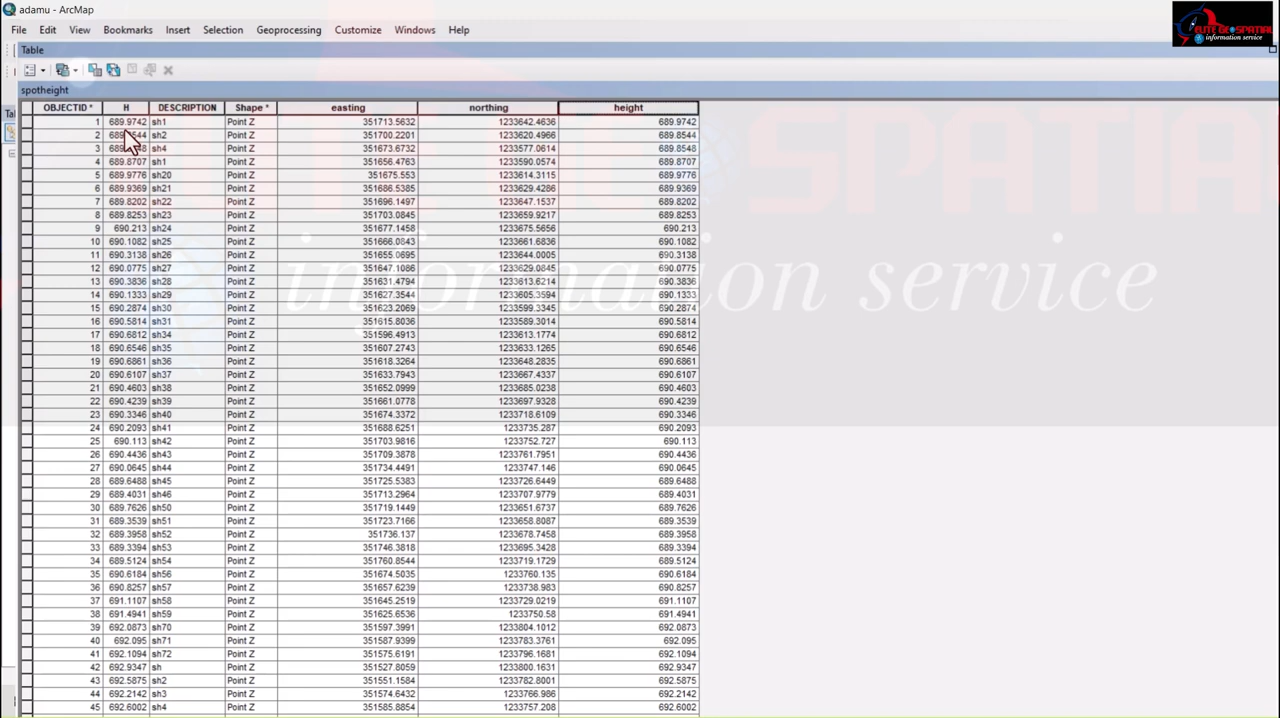 adamu - ArcMap
File Edit View Bookmarks Insert Selection Geoprocessing Customize Windows Help
ELITE GEOSPATIAL
information service
Table
spotheight
OBJECTID * H DESCRIPTION Shape * easting northing height
1 689.9742 sh1 Point Z 351713.5632 1233642.4636 689.9742
2 sh2 Point Z 351700.2201 1233620.4966 689.8544
3 sh4 Point Z 351673.6732 1233577.0614 689.8548
4 689.8707 sh1 Point Z 351656.4763 1233590.0574 689.8707
5 689.9776 sh20 Point Z 351675.553 1233614.3115 689.9776
6 689.9369 sh21 Point Z 351686.5385 1233629.4286 689.9369
7 689.8202 sh22 Point Z 351696.1497 1233647.1537 689.8202
8 689.8253 sh23 Point Z 351703.0845 1233659.9217 689.8253
9 690.213 sh24 Point Z 351677.1458 1233675.5656 690.213
10 690.1082 sh25 Point Z 351666.0843 1233661.6836 690.1082
11 690.3138 sh26 Point Z 351655.0695 1233644.0005 690.3138
12 690.0775 sh27 Point Z 351647.1086 1233629.0845 690.0775
13 690.3836 sh28 Point Z 351631.4794 1233613.6214 690.3836
14 690.1333 sh29 Point Z 351627.3544 1233605.3594 690.1333
15 690.2874 sh30 Point Z 351623.2069 1233599.3345 690.2874
16 690.5814 sh31 Point Z 351615.8036 1233589.3014 690.5814
17 690.6812 sh34 Point Z 351596.4913 1233613.1774 690.6812
18 690.6546 sh35 Point Z 351607.2743 1233633.1265 690.6546
19 690.6861 sh36 Point Z 351618.3264 1233648.2835 690.6861
20 690.6107 sh37 Point Z 351633.7943 1233667.4337 690.6107
21 690.4603 sh38 Point Z 351652.0999 1233685.0238 690.4603
22 690.4239 sh39 Point Z 351661.0778 1233697.9328 690.4239
23 690.3346 sh40 Point Z 351674.3372 1233718.6109 690.3346
24 690.2093 sh41 Point Z 351688.6251 1233735.287 690.2093
25 690.113 sh42 Point Z 351703.9816 1233752.727 690.113
26 690.4436 sh43 Point Z 351709.3878 1233761.7951 690.4436
27 690.0645 sh44 Point Z 351734.4491 1233747.146 690.0645
28 689.6488 sh45 Point Z 351725.5383 1233726.6449 689.6488
29 689.4031 sh46 Point Z 351713.2964 1233707.9779 689.4031
30 689.7626 sh50 Point Z 351719.1449 1233651.6737 689.7626
31 689.3539 sh51 Point Z 351723.7166 1233658.8087 689.3539
32 689.3958 sh52 Point Z 351736.137 1233678.7458 689.3958
33 689.3394 sh53 Point Z 351746.3818 1233695.3428 689.3394
34 689.5124 sh54 Point Z 351760.8544 1233719.1729 689.5124
35 690.6184 sh56 Point Z 351674.5035 1233760.135 690.6184
36 690.8257 sh57 Point Z 351657.6239 1233738.983 690.8257
37 691.1107 sh58 Point Z 351645.2519 1233729.0219 691.1107
38 691.4941 sh59 Point Z 351625.6536 1233750.58 691.4941
39 692.0873 sh70 Point Z 351607.9114 1233804.1012 692.0873
40 692.095 sh71 Point Z 351587.9399 1233783.3761 692.095
41 692.1094 sh72 Point Z 351577.1327 1233796.1681 692.1094
42 692.9347 sh Point Z 351527.8059 1233800.1631 692.9347
43 692.5875 sh2 Point Z 351551.1584 1233782.8001 692.5875
44 692.2142 sh3 Point Z 351574.6432 1233766.986 692.2142
45 692.6002 sh4 Point Z 351585.8854 1233757.208 692.6002
information service